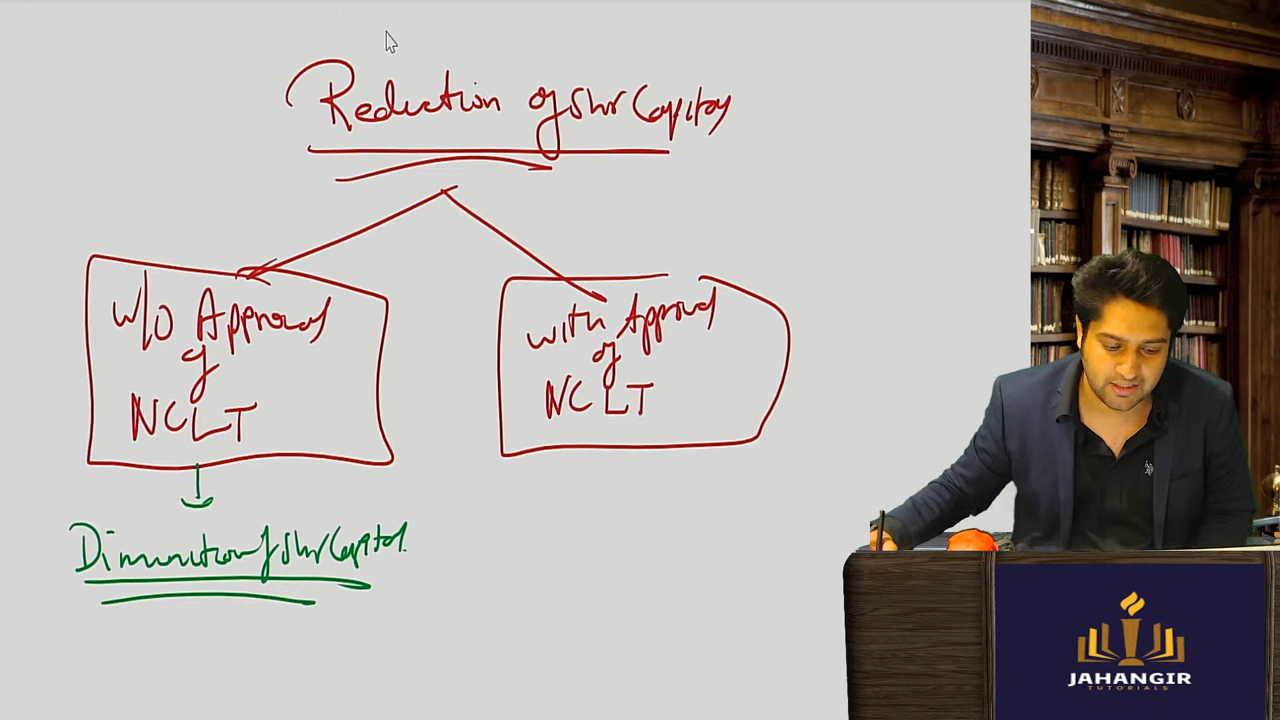 Reduction of Shr Capital
w/o Approval
of
NCLT
with Approval
of
NCLT
Diminution of Shr Capital
JAHANGIR
TUTORIALS